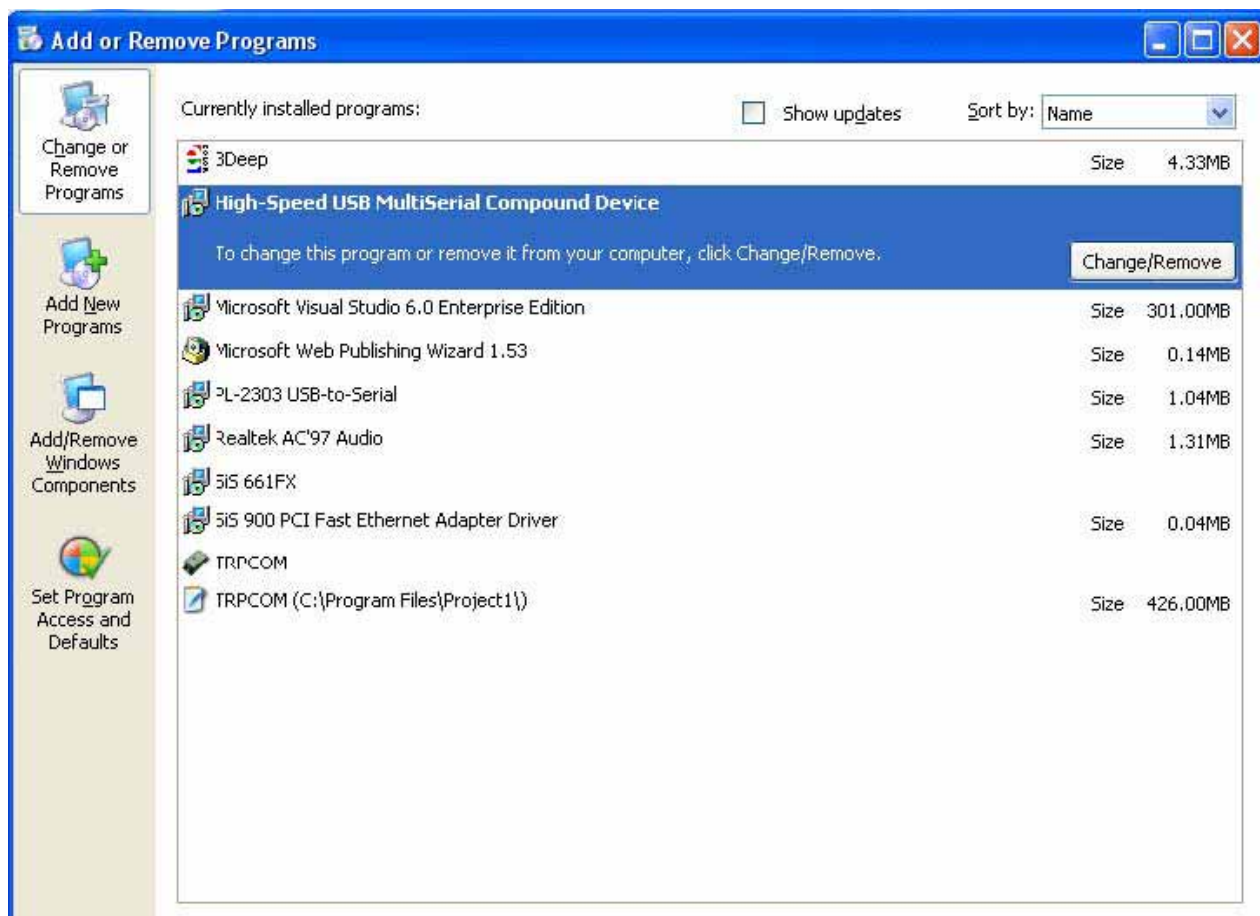 Add or Remove Programs
Change or
Remove
Programs
Add New
Programs
Add/Remove
Windows
Components
Set Program
Access and
Defaults
Currently installed programs:
Show updates
Sort by: Name
3Deep Size 4.33MB
High-Speed USB MultiSerial Compound Device
To change this program or remove it from your computer, click Change/Remove.
Change/Remove
Microsoft Visual Studio 6.0 Enterprise Edition Size 301.00MB
Microsoft Web Publishing Wizard 1.53 Size 0.14MB
PL-2303 USB-to-Serial Size 1.04MB
Realtek AC'97 Audio Size 1.31MB
SiS 661FX
SiS 900 PCI Fast Ethernet Adapter Driver Size 0.04MB
TRPCOM
TRPCOM (C:\Program Files\Project1\) Size 426.00MB